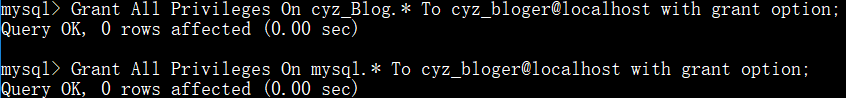 mysql> Grant All Privileges On cyz_Blog.* To cyz_bloger@localhost with grant option;
Query OK, 0 rows affected (0.00 sec)
mysql> Grant All Privileges On mysql.* To cyz_bloger@localhost with grant option;
Query OK, 0 rows affected (0.00 sec)